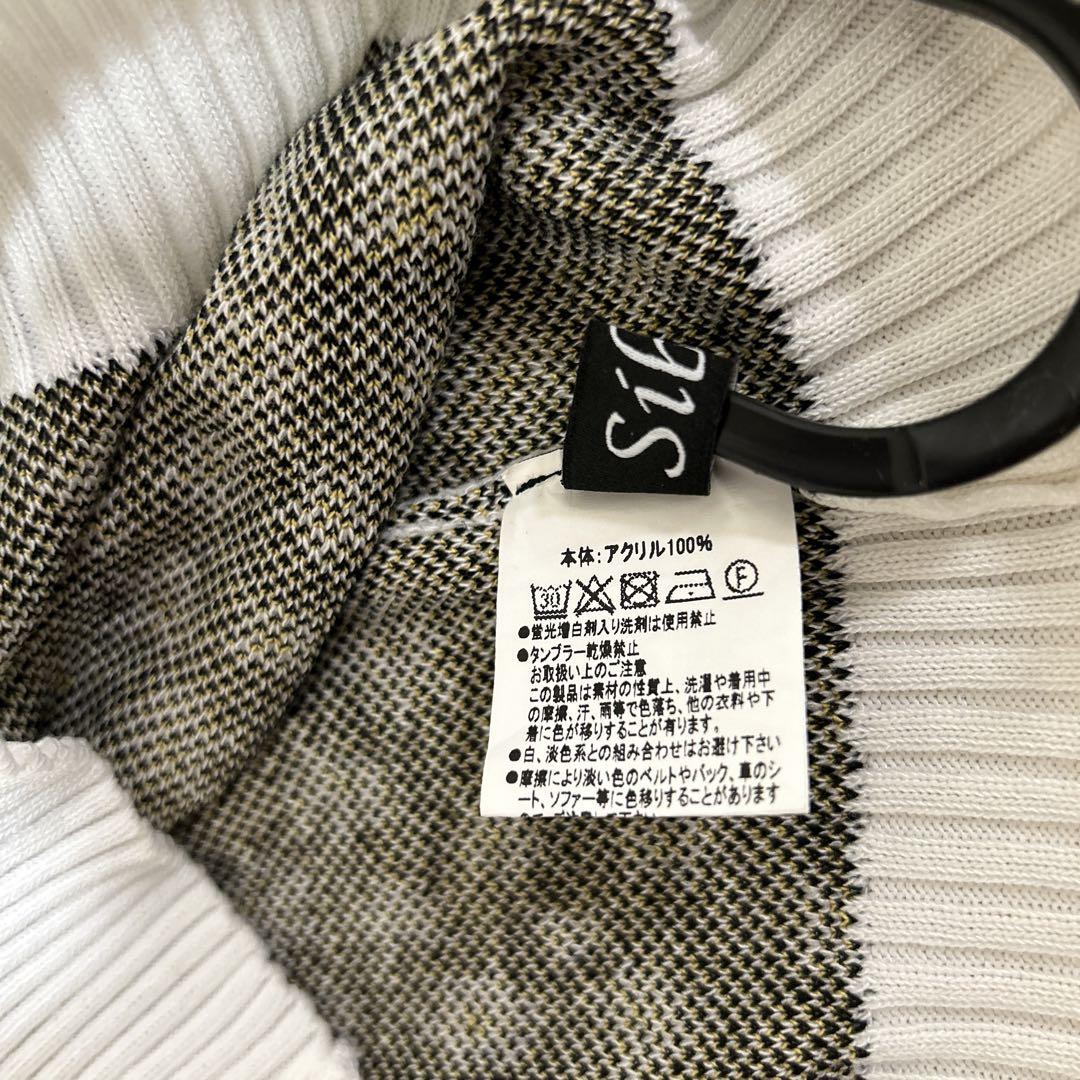 本体:アクリル100%
30 F
●蛍光増白剤入り洗剤は使用禁止
●タンブラー乾燥禁止
お取扱い上のご注意
この製品は素材の性質上、洗濯や着用中
の摩擦、汗、雨等で色落ち、他の衣料や下
着に色が移りすることが有ります。
●白、淡色系との組み合わせはお避け下さい
●摩擦により淡い色のベルトやバック、車のシ
ート、ソファー等に色移りすることがあります